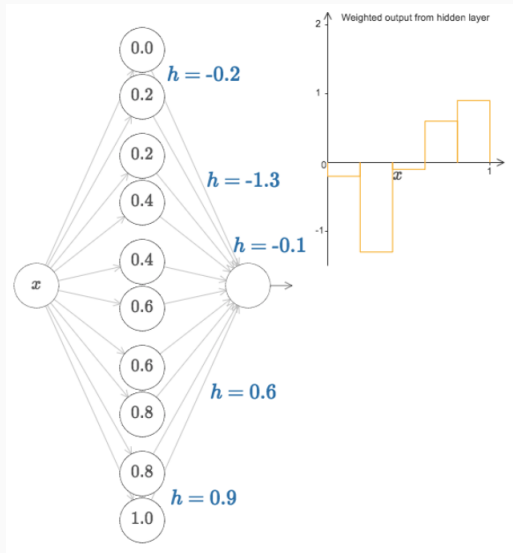 Weighted output from hidden layer
2
1
0
-1
x
1
0.0
h = -0.2
0.2
0.2
h = -1.3
0.4
h = -0.1
0.4
x
0.6
0.6
h = 0.6
0.8
0.8
h = 0.9
1.0